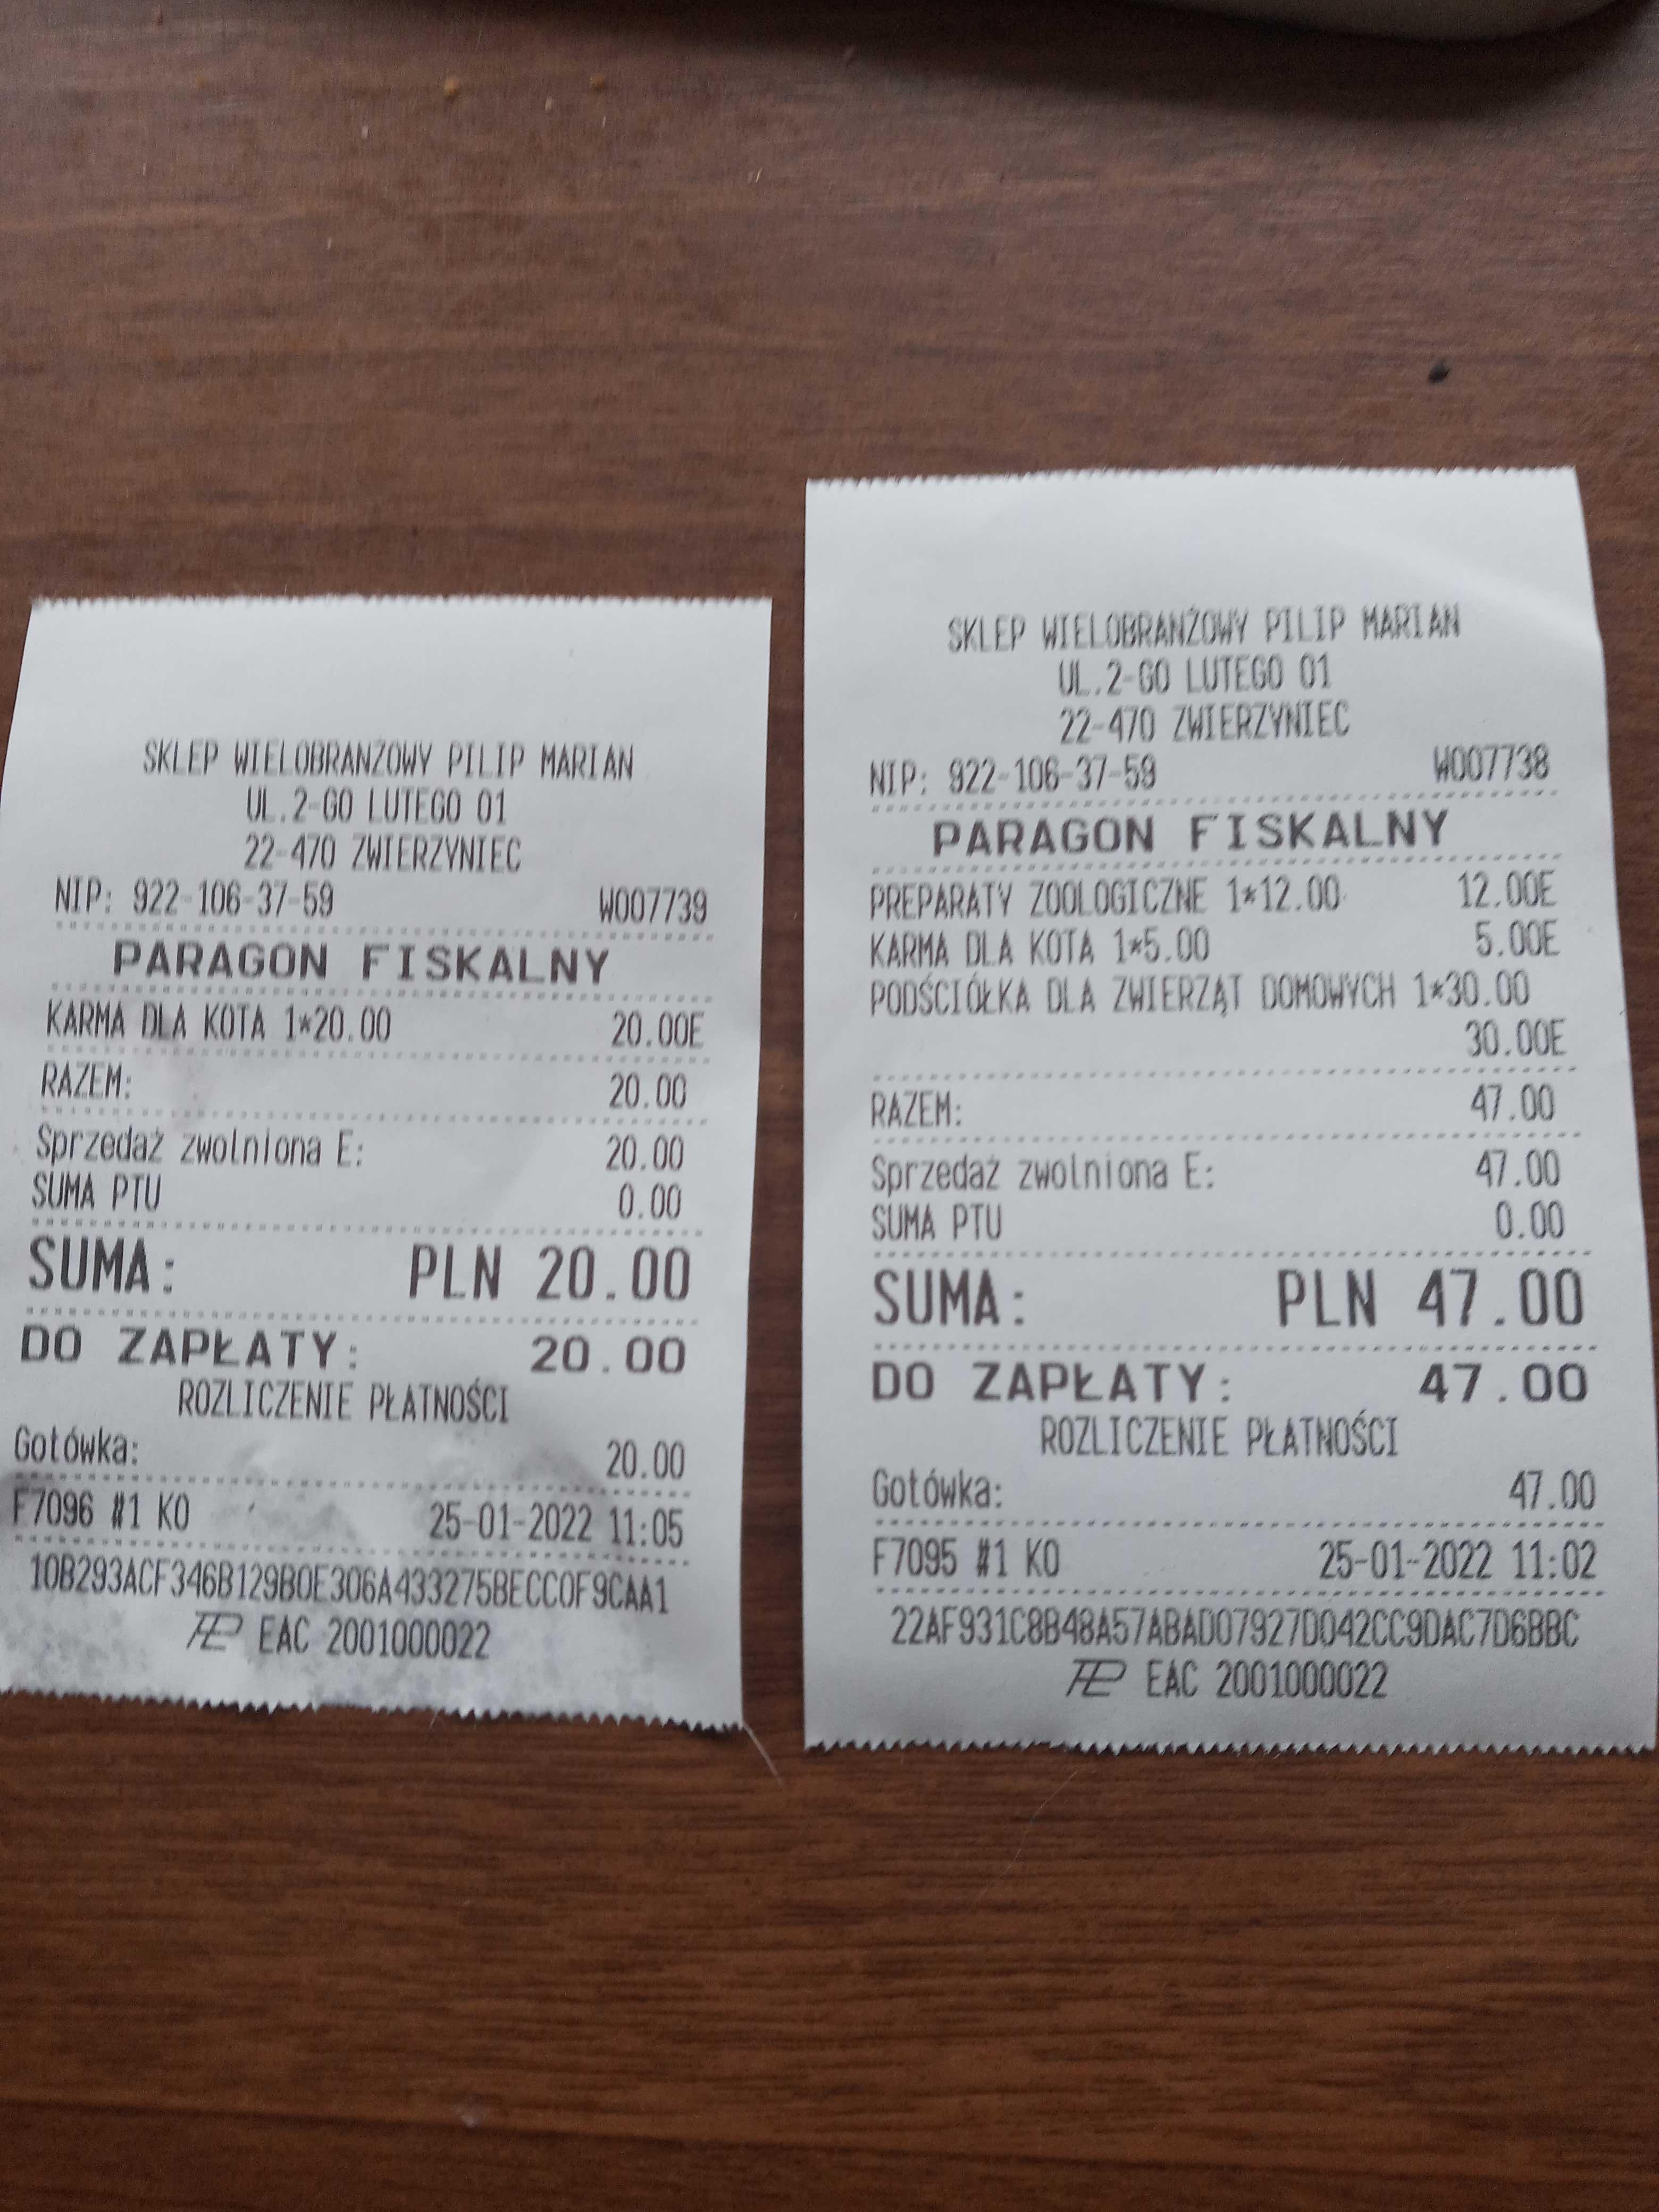 SKLEP WIELOBRANŻOWY PILIP MARIAN
UL.2-GO LUTEGO 01
22-470 ZWIERZYNIEC
NIP: 922-106-37-59 W007739
PARAGON FISKALNY
KARMA DLA KOTA 1*20.00 20.00E
RAZEM: 20.00
Sprzedaż zwolniona E: 20.00
SUMA PTU 0.00
SUMA: PLN 20.00
DO ZAPŁATY: 20.00
ROZLICZENIE PŁATNOŚCI
Gotówka: 20.00
F7096 #1 KO 25-01-2022 11:05
10B293ACF346B129B0E306A433275BECC0F9CAA1
EAC 2001000022
SKLEP WIELOBRANŻOWY PILIP MARIAN
UL.2-GO LUTEGO 01
22-470 ZWIERZYNIEC
NIP: 922-106-37-59 W007738
PARAGON FISKALNY
PREPARATY ZOOLOGICZNE 1*12.00 12.00E
KARMA DLA KOTA 1*5.00 5.00E
PODŚCIÓŁKA DLA ZWIERZĄT DOMOWYCH 1*30.00
30.00E
RAZEM: 47.00
Sprzedaż zwolniona E: 47.00
SUMA PTU 0.00
SUMA: PLN 47.00
DO ZAPŁATY: 47.00
ROZLICZENIE PŁATNOŚCI
Gotówka: 47.00
F7095 #1 KO 25-01-2022 11:02
22AF931C8B48A57ABAD07927D042CC9DAC7D6BBC
EAC 2001000022